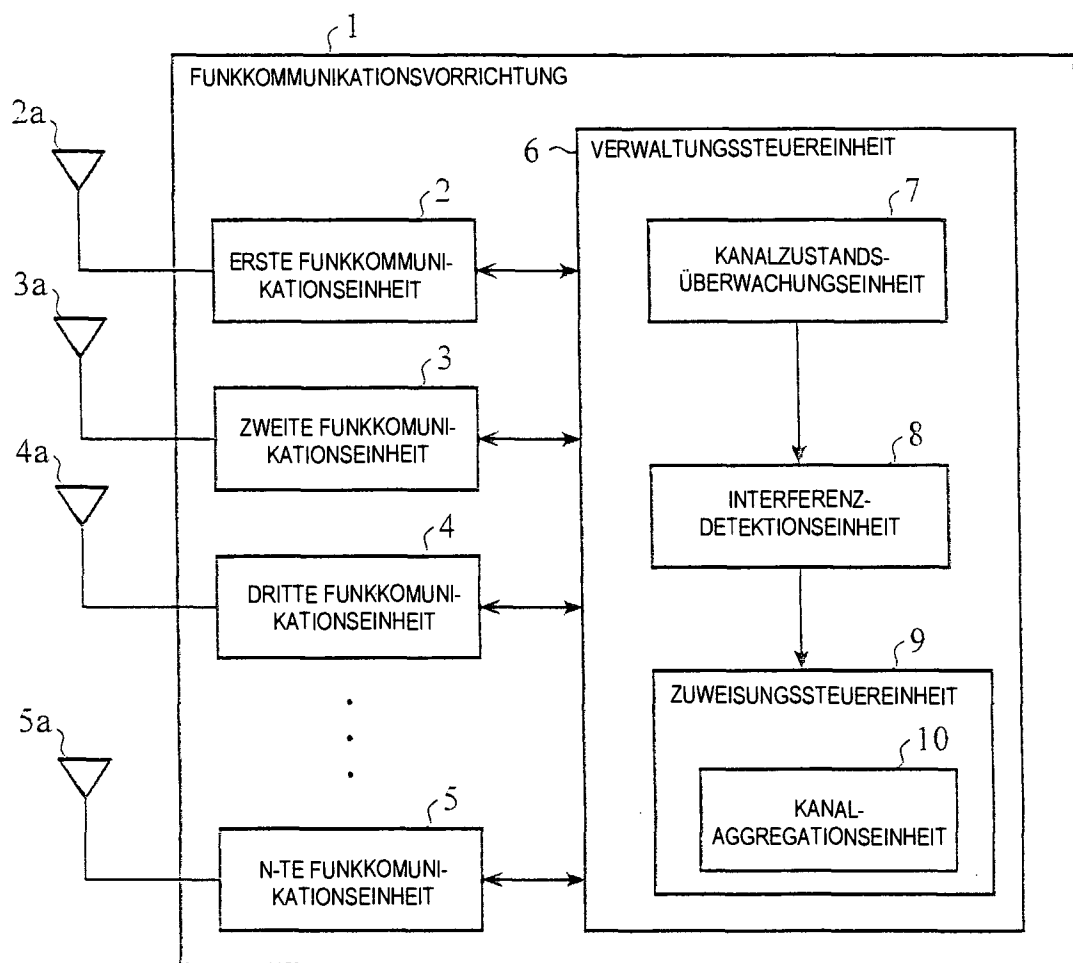 1
FUNKKOMMUNIKATIONSVORRICHTUNG
2a
6
VERWALTUNGSSTEUEREINHEIT
2
ERSTE FUNKKOMMUNI-
KATIONSEINHEIT
7
KANALZUSTANDS-
ÜBERWACHUNGSEINHEIT
3a
3
ZWEITE FUNKKOMUNI-
KATIONSEINHEIT
4a
8
INTERFERENZ-
DETEKTIONSEINHEIT
4
DRITTE FUNKKOMUNI-
KATIONSEINHEIT
9
ZUWEISUNGSSTEUEREINHEIT
5a
10
KANAL-
AGGREGATIONSEINHEIT
5
N-TE FUNKKOMUNI-
KATIONSEINHEIT